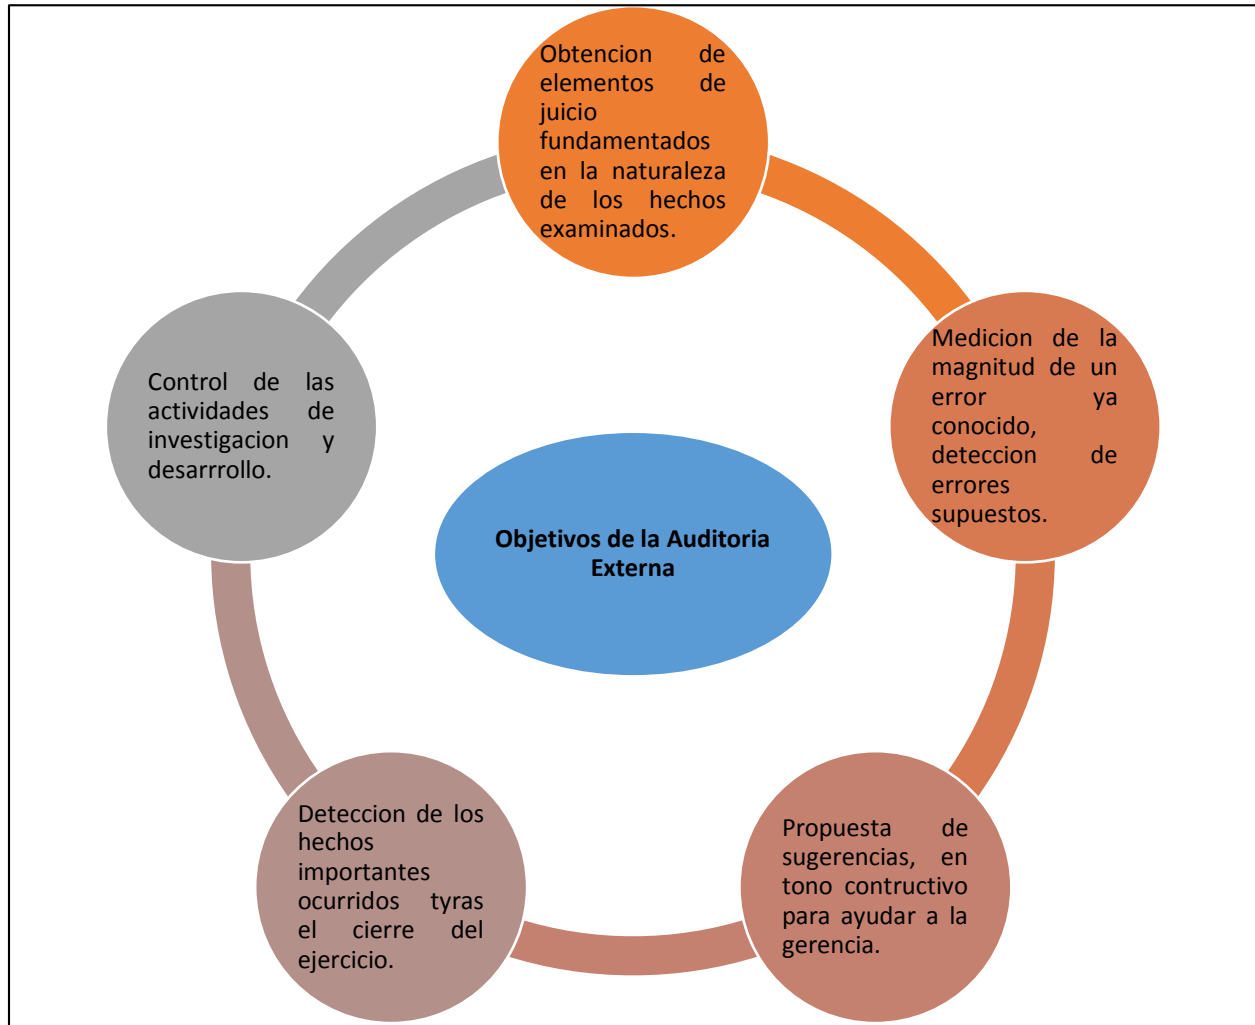 Obtencion de
elementos de
juicio
fundamentados
en la naturaleza
de los hechos
examinados.
Medicion de la
magnitud de un
error ya
conocido,
deteccion de
errores
supuestos.
Propuesta de
sugerencias, en
tono contructivo
para ayudar a la
gerencia.
Deteccion de los
hechos
importantes
ocurridos tyras
el cierre del
ejercicio.
Control de las
actividades de
investigacion y
desarrrollo.
Objetivos de la Auditoria
Externa